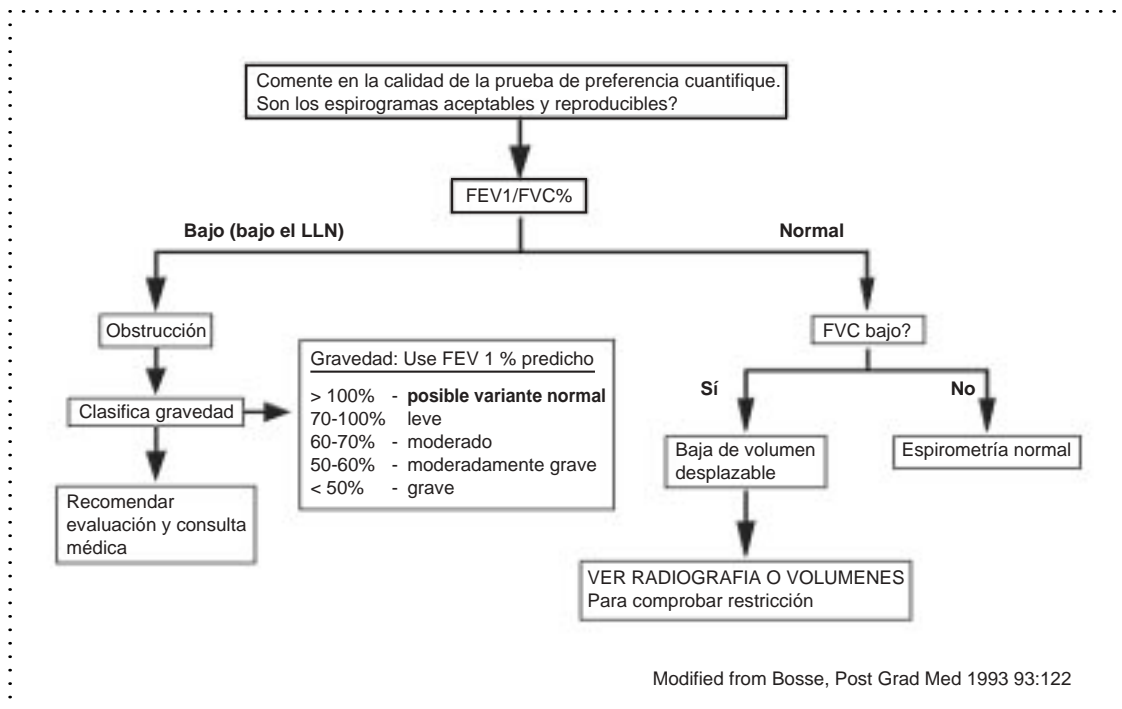 Comente en la calidad de la prueba de preferencia cuantifique.
Son los espirogramas aceptables y reproducibles?
FEV1/FVC%
Bajo (bajo el LLN)
Normal
Obstrucción
FVC bajo?
Gravedad: Use FEV 1 % predicho
> 100% - posible variante normal
70-100% leve
60-70% - moderado
50-60% - moderadamente grave
< 50% - grave
Clasifica gravedad
Sí
No
Baja de volumen
desplazable
Espirometría normal
Recomendar
evaluación y consulta
médica
VER RADIOGRAFIA O VOLUMENES
Para comprobar restricción
Modified from Bosse, Post Grad Med 1993 93:122